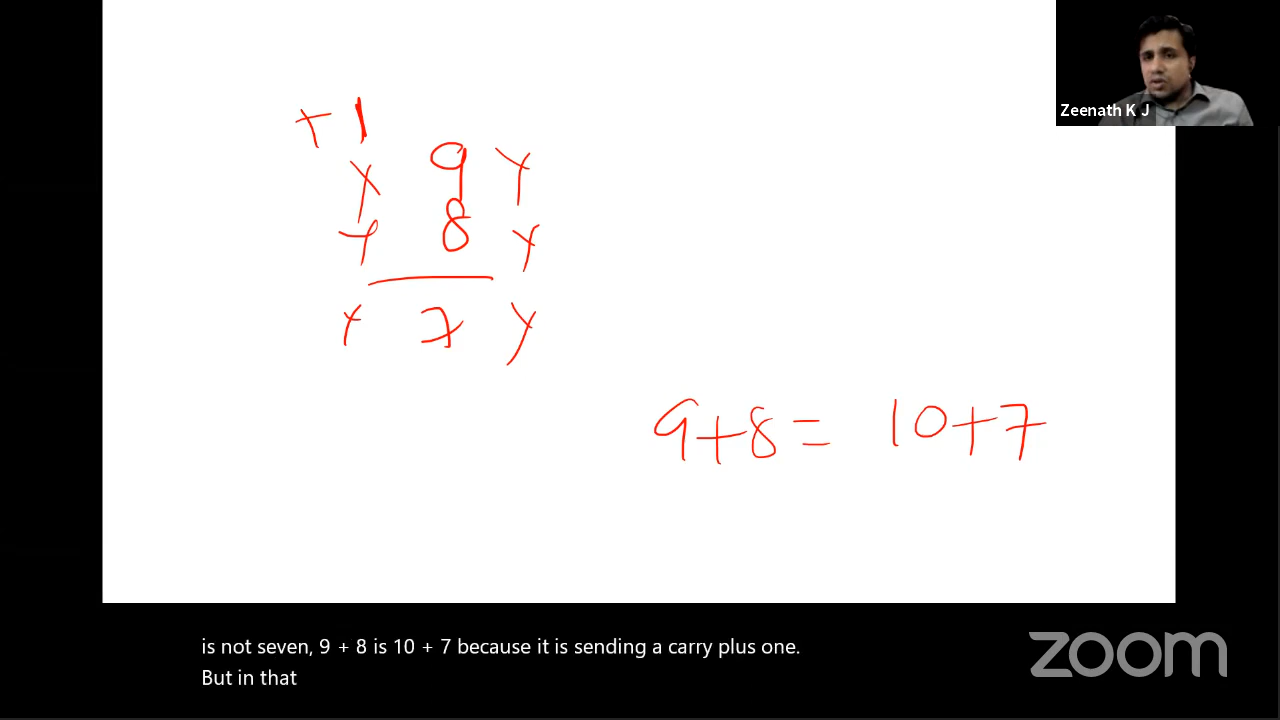 + 1
x 9 y
y 8 y
x 7 y
9+8= 10+7
Zeenath K J
is not seven, 9 + 8 is 10 + 7 because it is sending a carry plus one.
But in that
zoom